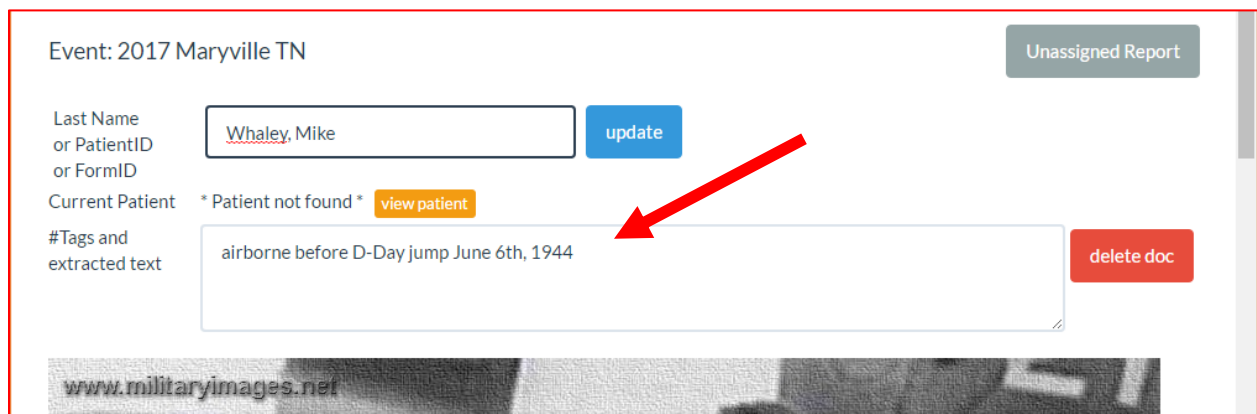 Event: 2017 Maryville TN
Unassigned Report
Last Name
or PatientID
or FormID
Whaley, Mike
update
Current Patient
* Patient not found *
view patient
#Tags and
extracted text
airborne before D-Day jump June 6th, 1944
delete doc
www.militaryimages.net